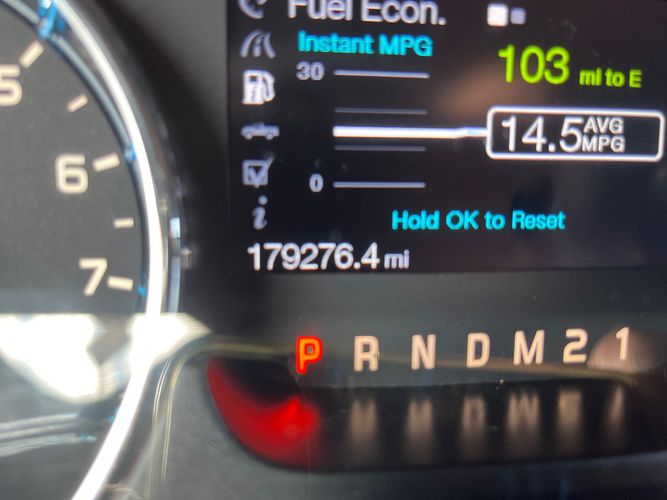 Fuel Econ.
Instant MPG
30
103 mi to E
14.5 AVG MPG
0
Hold OK to Reset
179276.4 mi
5
6
7
P R N D M 2 1